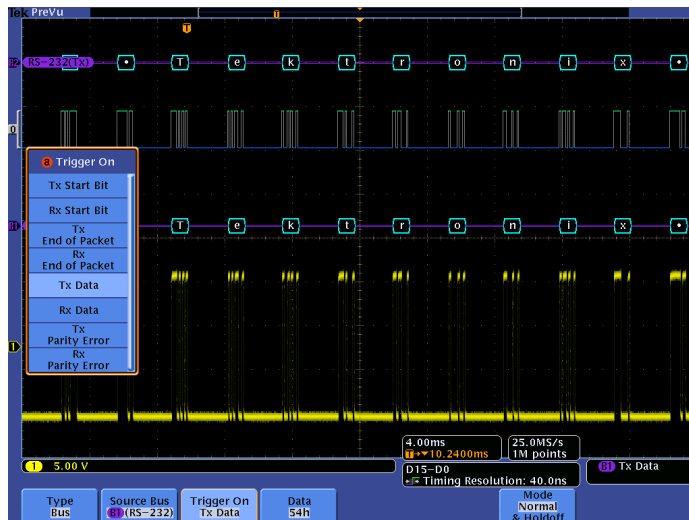 Tek PreVu
T
T
B2 RS-232(Tx) • T e k t r o n i x •
D
a Trigger On
Tx Start Bit
Rx Start Bit
Tx
End of Packet
Rx
End of Packet
Tx Data
Rx Data
Tx
Parity Error
Rx
Parity Error
B1 T e k t r o n i x •
1
4.00ms
T→▼10.2400ms
25.0MS/s
1M points
1 5.00 V
D15-D0
Timing Resolution: 40.0ns
B1 Tx Data
Type
Bus
Source Bus
B1 (RS-232)
Trigger On
Tx Data
Data
54h
Mode
Normal
& Holdoff